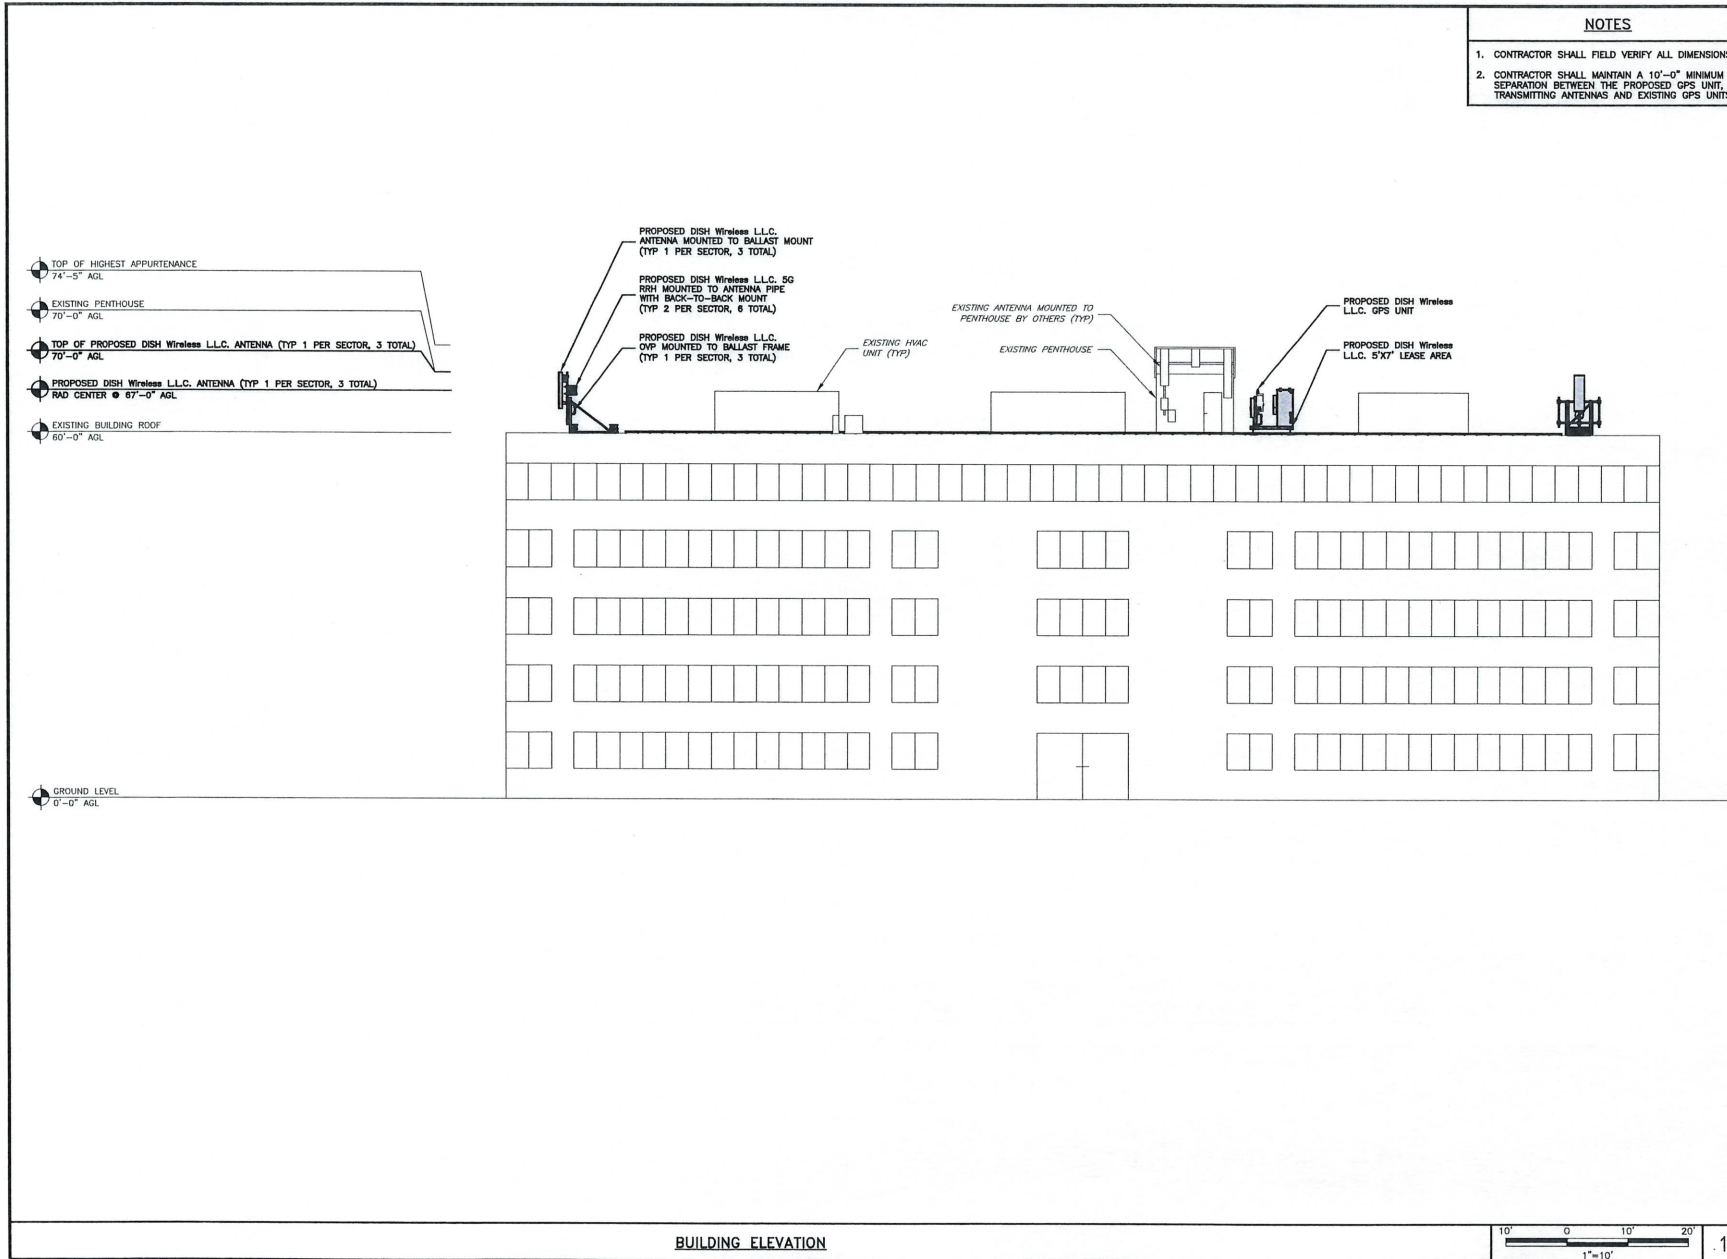 NOTES
1. CONTRACTOR SHALL FIELD VERIFY ALL DIMENSIONS
2. CONTRACTOR SHALL MAINTAIN A 10'-0" MINIMUM
SEPARATION BETWEEN THE PROPOSED GPS UNIT,
TRANSMITTING ANTENNAS AND EXISTING GPS UNITS
PROPOSED DISH Wireless L.L.C.
ANTENNA MOUNTED TO BALLAST MOUNT
(TYP 1 PER SECTOR, 3 TOTAL)
PROPOSED DISH Wireless L.L.C. 5G
RRH MOUNTED TO ANTENNA PIPE
WITH BACK-TO-BACK MOUNT
(TYP 2 PER SECTOR, 6 TOTAL)
PROPOSED DISH Wireless L.L.C.
OVP MOUNTED TO BALLAST FRAME
(TYP 1 PER SECTOR, 3 TOTAL)
EXISTING HVAC
UNIT (TYP)
EXISTING ANTENNA MOUNTED TO
PENTHOUSE BY OTHERS (TYP)
EXISTING PENTHOUSE
PROPOSED DISH Wireless
L.L.C. GPS UNIT
PROPOSED DISH Wireless
L.L.C. 5'X7' LEASE AREA
TOP OF HIGHEST APPURTENANCE
74'-5" AGL
EXISTING PENTHOUSE
70'-0" AGL
TOP OF PROPOSED DISH Wireless L.L.C. ANTENNA (TYP 1 PER SECTOR, 3 TOTAL)
70'-0" AGL
PROPOSED DISH Wireless L.L.C. ANTENNA (TYP 1 PER SECTOR, 3 TOTAL)
RAD CENTER @ 67'-0" AGL
EXISTING BUILDING ROOF
60'-0" AGL
GROUND LEVEL
0'-0" AGL
BUILDING ELEVATION
10' 0 10' 20'
1"=10'
1